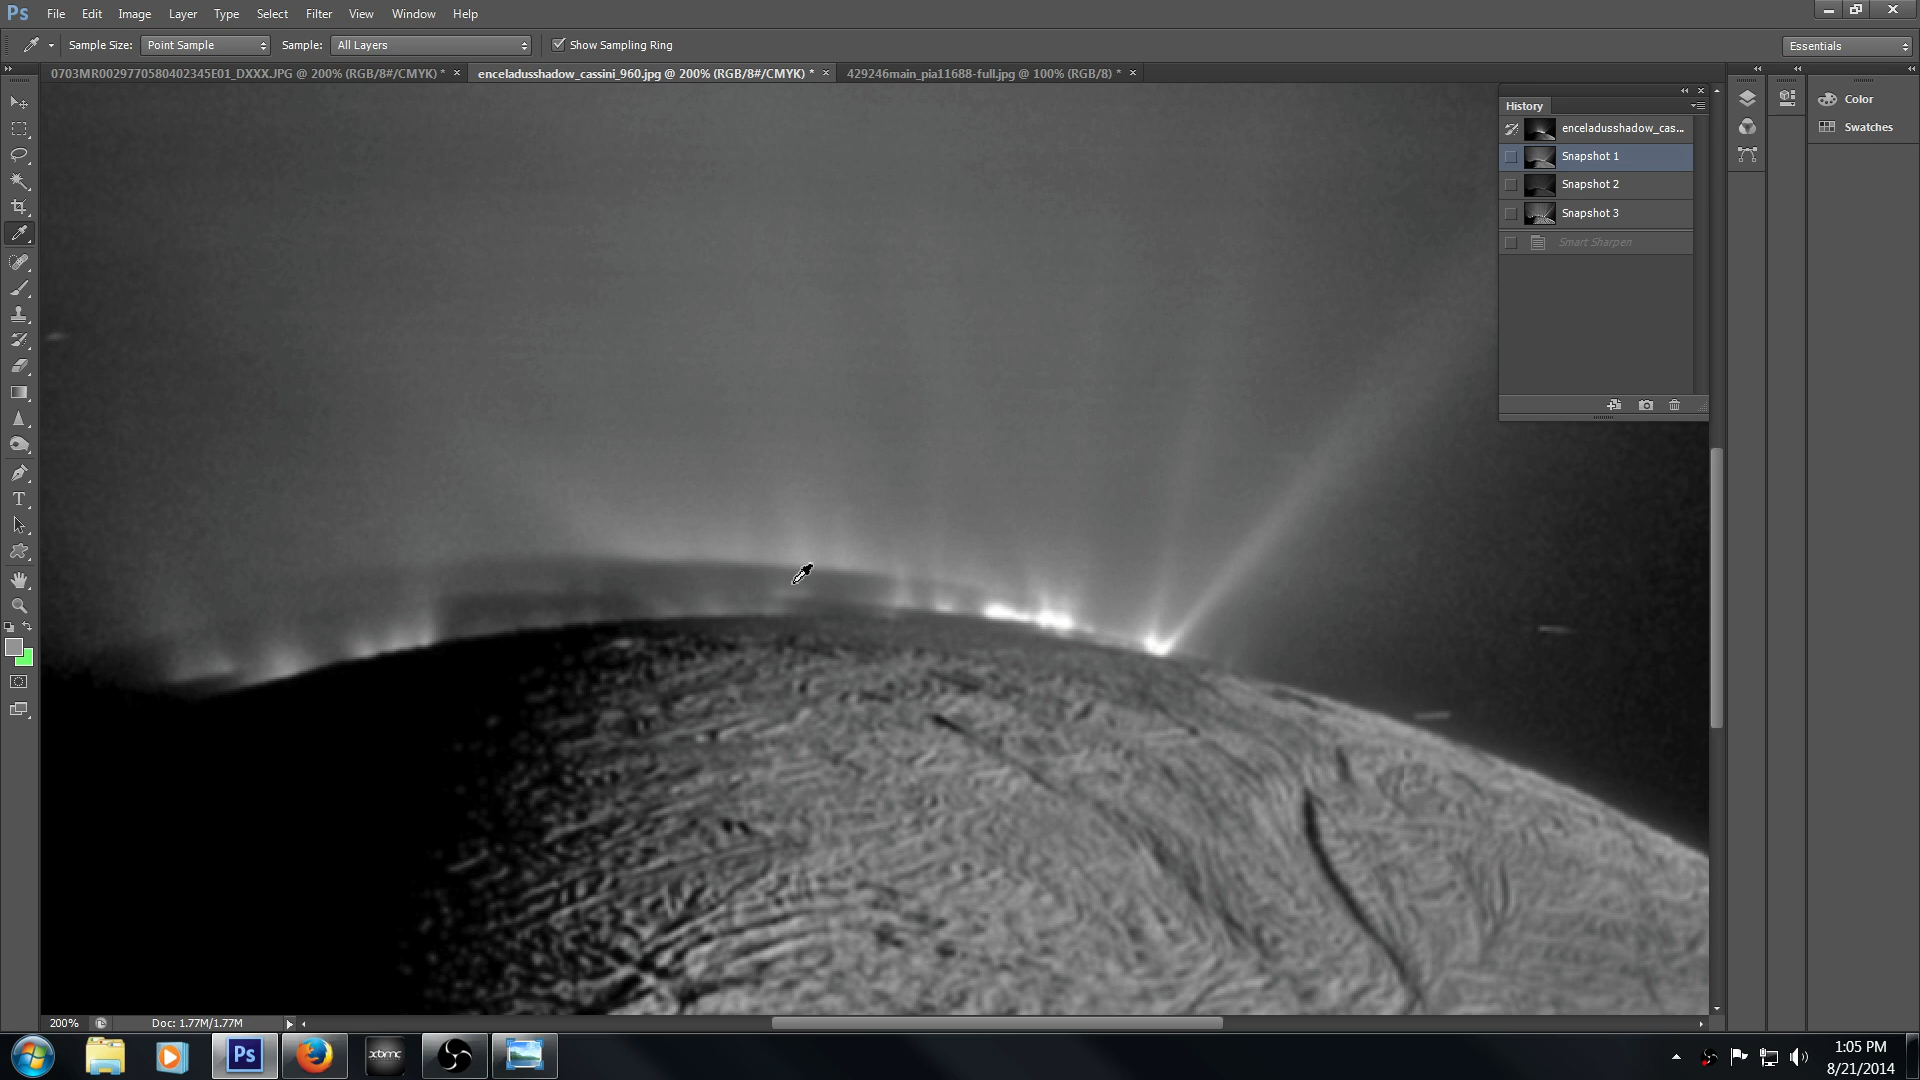 Ps File Edit Image Layer Type Select Filter View Window Help
Sample Size: Point Sample Sample: All Layers Show Sampling Ring Essentials
0703MR0029770580402345E01_DXXX.JPG @ 200% (RGB/8#/CMYK) * × enceladusshadow_cassini_960.jpg @ 200% (RGB/8#/CMYK) * × 429246main_pia11688-full.jpg @ 100% (RGB/8) * ×
History
enceladusshadow_cas...
Snapshot 1
Snapshot 2
Snapshot 3
Smart Sharpen
Color
Swatches
T
200% Doc: 1.77M/1.77M
Ps
xbmc
1:05 PM
8/21/2014